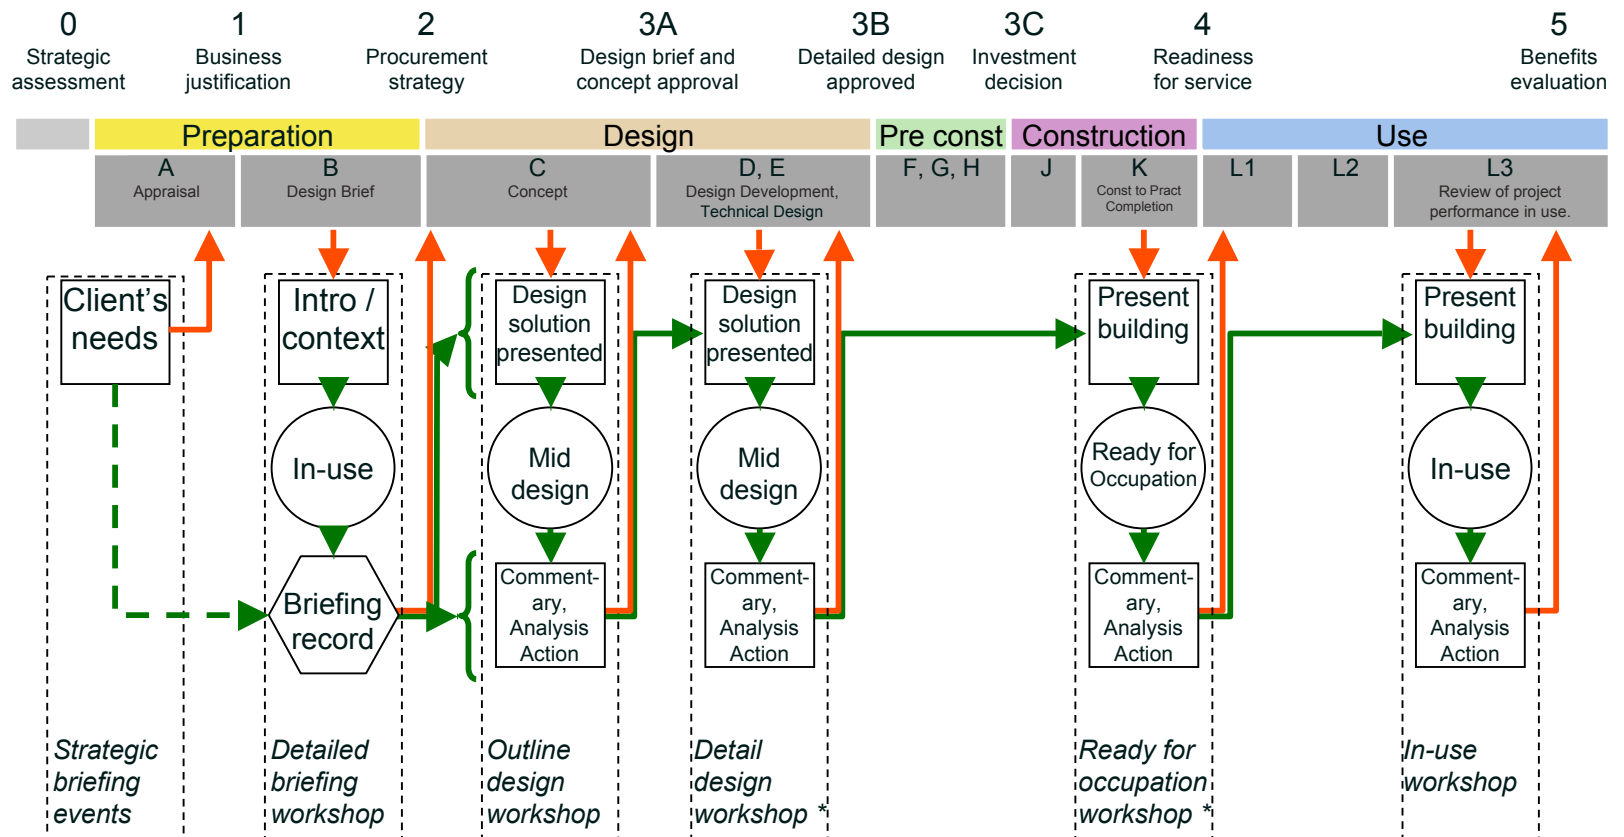 0 1 2 3A 3B 3C 4 5
Strategic
assessment
Business
justification
Procurement
strategy
Design brief and
concept approval
Detailed design
approved
Investment
decision
Readiness
for service
Benefits
evaluation
Preparation Design Pre const Construction Use
A
Appraisal
B
Design Brief
C
Concept
D, E
Design Development,
Technical Design
F, G, H
J
K
Const to Pract
Completion
L1
L2
L3
Review of project
performance in use.
Client's
needs
Intro /
context
In-use
Briefing
record
Design
solution
presented
Mid
design
Comment-
ary,
Analysis
Action
Design
solution
presented
Mid
design
Comment-
ary,
Analysis
Action
Present
building
Ready for
Occupation
Comment-
ary,
Analysis
Action
Present
building
In-use
Comment-
ary,
Analysis
Action
Strategic
briefing
events
Detailed
briefing
workshop
Outline
design
workshop
Detail
design
workshop *
Ready for
occupation
workshop *
In-use
workshop